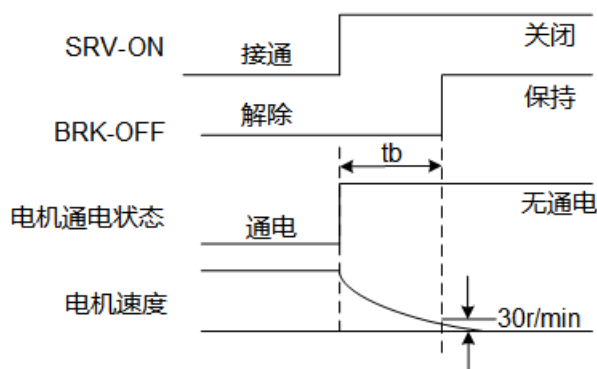 SRV-ON 接通 关闭
BRK-OFF 解除 保持
tb
电机通电状态 通电 无通电
电机速度 30r/min